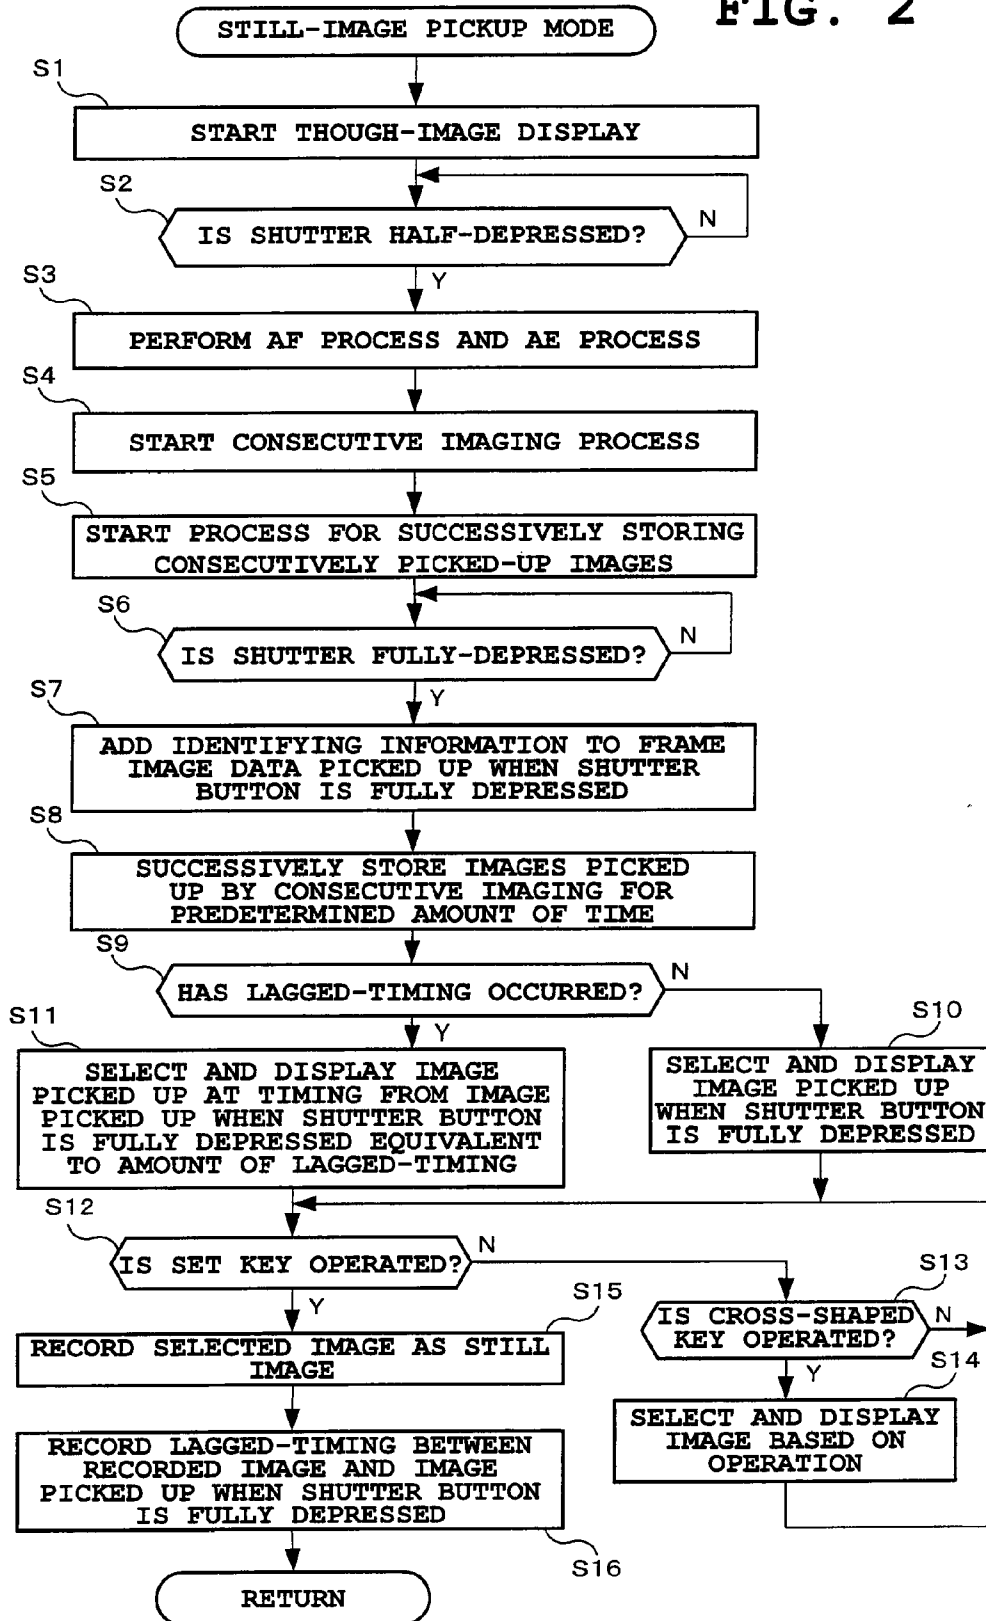 FIG. 2
STILL-IMAGE PICKUP MODE
S1
START THOUGH-IMAGE DISPLAY
S2
IS SHUTTER HALF-DEPRESSED?
N
Y
S3
PERFORM AF PROCESS AND AE PROCESS
S4
START CONSECUTIVE IMAGING PROCESS
S5
START PROCESS FOR SUCCESSIVELY STORING
CONSECUTIVELY PICKED-UP IMAGES
S6
IS SHUTTER FULLY-DEPRESSED?
N
Y
S7
ADD IDENTIFYING INFORMATION TO FRAME
IMAGE DATA PICKED UP WHEN SHUTTER
BUTTON IS FULLY DEPRESSED
S8
SUCCESSIVELY STORE IMAGES PICKED
UP BY CONSECUTIVE IMAGING FOR
PREDETERMINED AMOUNT OF TIME
S9
HAS LAGGED-TIMING OCCURRED?
N
Y
S11
SELECT AND DISPLAY IMAGE
PICKED UP AT TIMING FROM IMAGE
PICKED UP WHEN SHUTTER BUTTON
IS FULLY DEPRESSED EQUIVALENT
TO AMOUNT OF LAGGED-TIMING
S10
SELECT AND DISPLAY
IMAGE PICKED UP
WHEN SHUTTER BUTTON
IS FULLY DEPRESSED
S12
IS SET KEY OPERATED?
N
Y
S13
IS CROSS-SHAPED
KEY OPERATED?
N
Y
S14
SELECT AND DISPLAY
IMAGE BASED ON
OPERATION
S15
RECORD SELECTED IMAGE AS STILL
IMAGE
RECORD LAGGED-TIMING BETWEEN
RECORDED IMAGE AND IMAGE
PICKED UP WHEN SHUTTER BUTTON
IS FULLY DEPRESSED
S16
RETURN